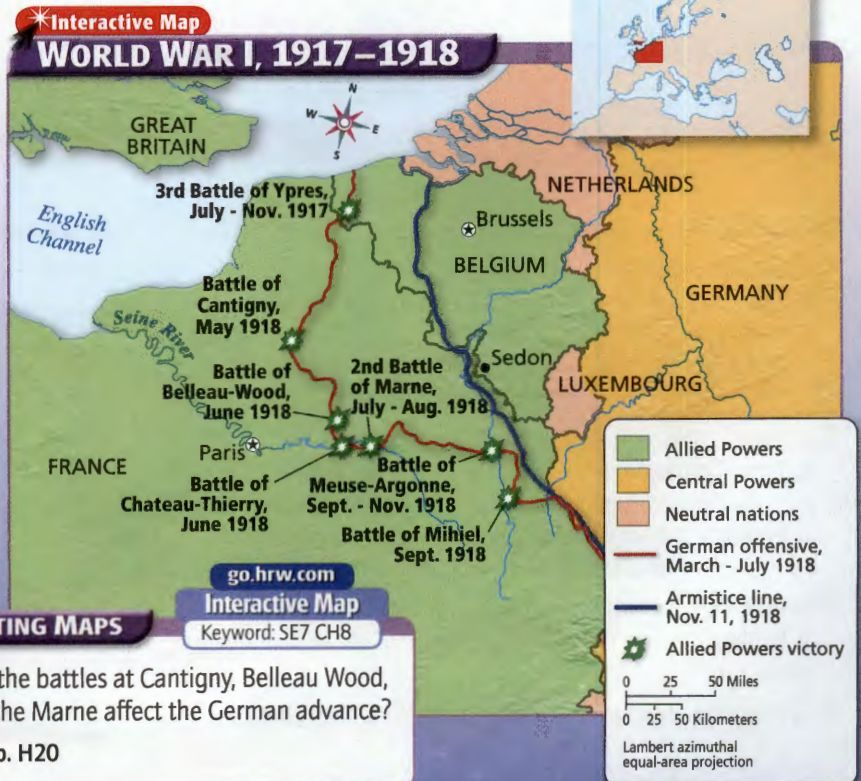 Interactive Map
WORLD WAR I, 1917–1918
N
W
E
S
GREAT
BRITAIN
English
Channel
3rd Battle of Ypres,
July - Nov. 1917
NETHERLANDS
Brussels
BELGIUM
GERMANY
Battle of
Cantigny,
May 1918
Seine River
Sedon
LUXEMBOURG
Battle of
Belleau-Wood,
June 1918
2nd Battle
of Marne,
July - Aug. 1918
Paris
FRANCE
Battle of
Chateau-Thierry,
June 1918
Battle of
Meuse-Argonne,
Sept. - Nov. 1918
Battle of Mihiel,
Sept. 1918
Allied Powers
Central Powers
Neutral nations
German offensive,
March - July 1918
Armistice line,
Nov. 11, 1918
Allied Powers victory
0 25 50 Miles
0 25 50 Kilometers
Lambert azimuthal
equal-area projection
go.hrw.com
Interactive Map
Keyword: SE7 CH8
TING MAPS
the battles at Cantigny, Belleau Wood,
he Marne affect the German advance?
p. H20